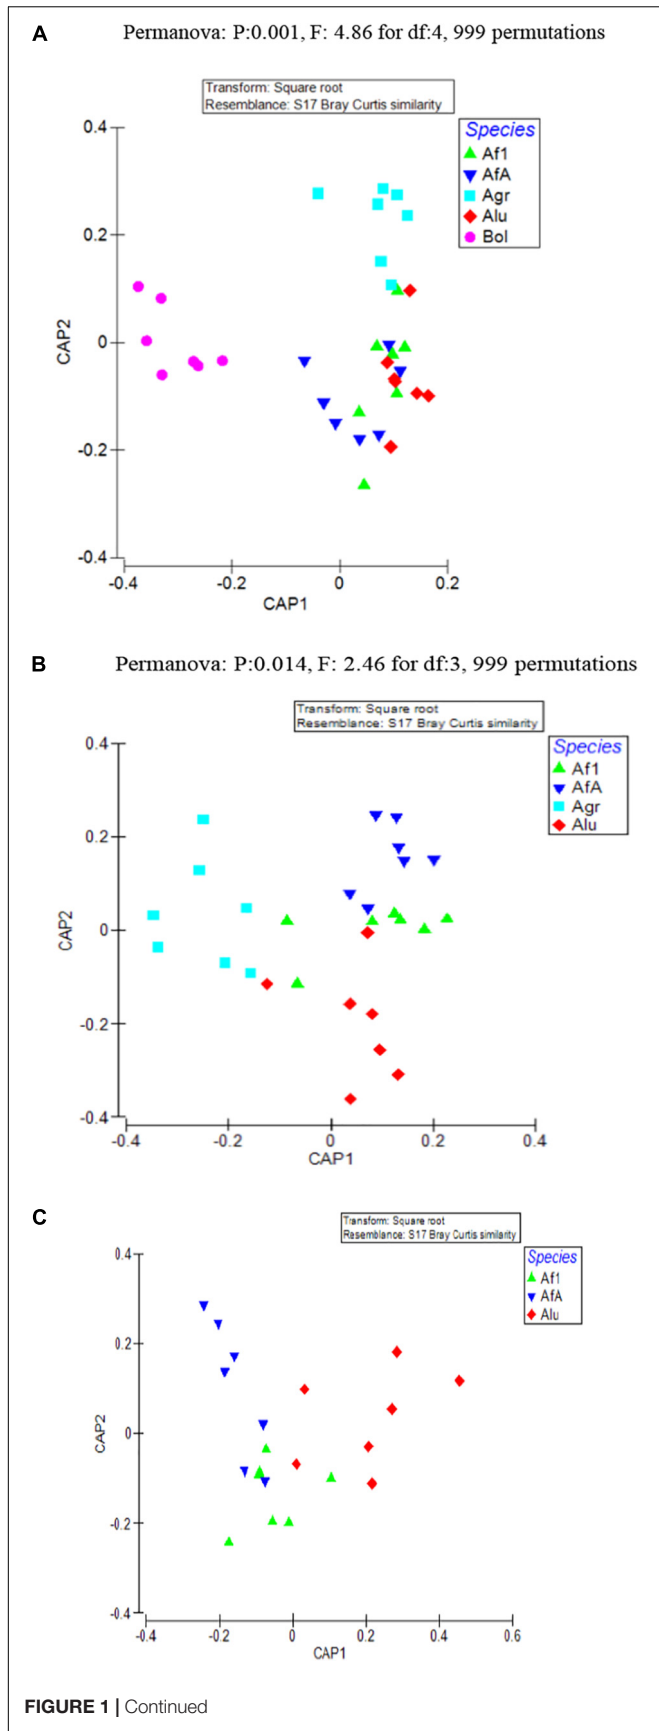 A
Permanova: P:0.001, F: 4.86 for df:4, 999 permutations
Transform: Square root
Resemblance: S17 Bray Curtis similarity
Species
Af1
AfA
Agr
Alu
Bol
0.4
0.2
0
-0.2
-0.4
CAP2
-0.4
-0.2
0
0.2
CAP1
B
Permanova: P:0.014, F: 2.46 for df:3, 999 permutations
Transform: Square root
Resemblance: S17 Bray Curtis similarity
Species
Af1
AfA
Agr
Alu
0.4
0.2
0
-0.2
-0.4
CAP2
-0.4
-0.2
0
0.2
0.4
CAP1
C
Transform: Square root
Resemblance: S17 Bray Curtis similarity
Species
Af1
AfA
Alu
0.4
0.2
0
-0.2
-0.4
CAP2
-0.4
-0.2
0
0.2
0.4
0.6
CAP1
FIGURE 1 | Continued